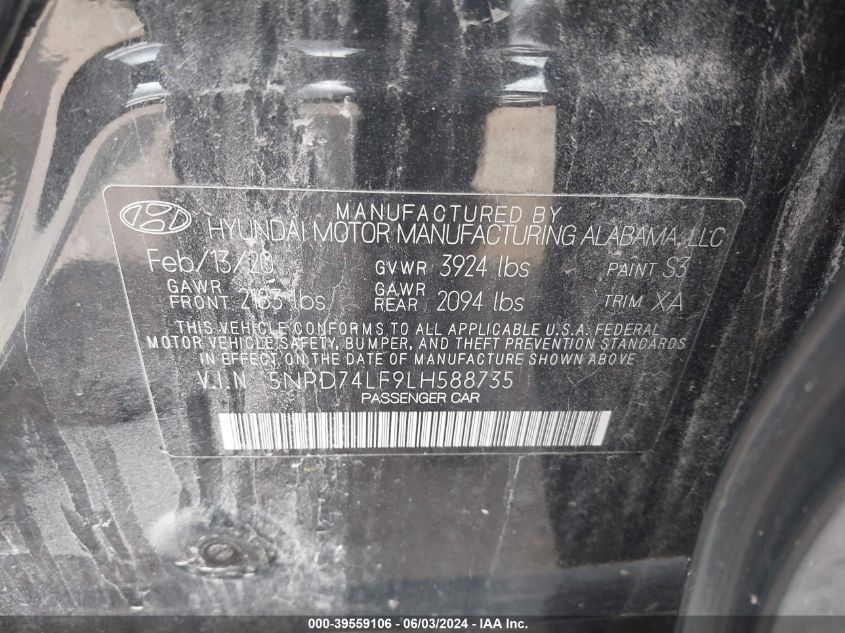 MANUFACTURED BY
HYUNDAI MOTOR MANUFACTURING ALABAMA, LLC
Feb/13/20 GVWR 3924 lbs PAINT S3
GAWR FRONT 2183 lbs GAWR REAR 2094 lbs TRIM XA
THIS VEHICLE CONFORMS TO ALL APPLICABLE U.S.A. FEDERAL
MOTOR VEHICLE SAFETY, BUMPER, AND THEFT PREVENTION STANDARDS
IN EFFECT ON THE DATE OF MANUFACTURE SHOWN ABOVE
V.I.N 5NPD74LF9LH588735
PASSENGER CAR
000-39559106 - 06/03/2024 - IAA Inc.